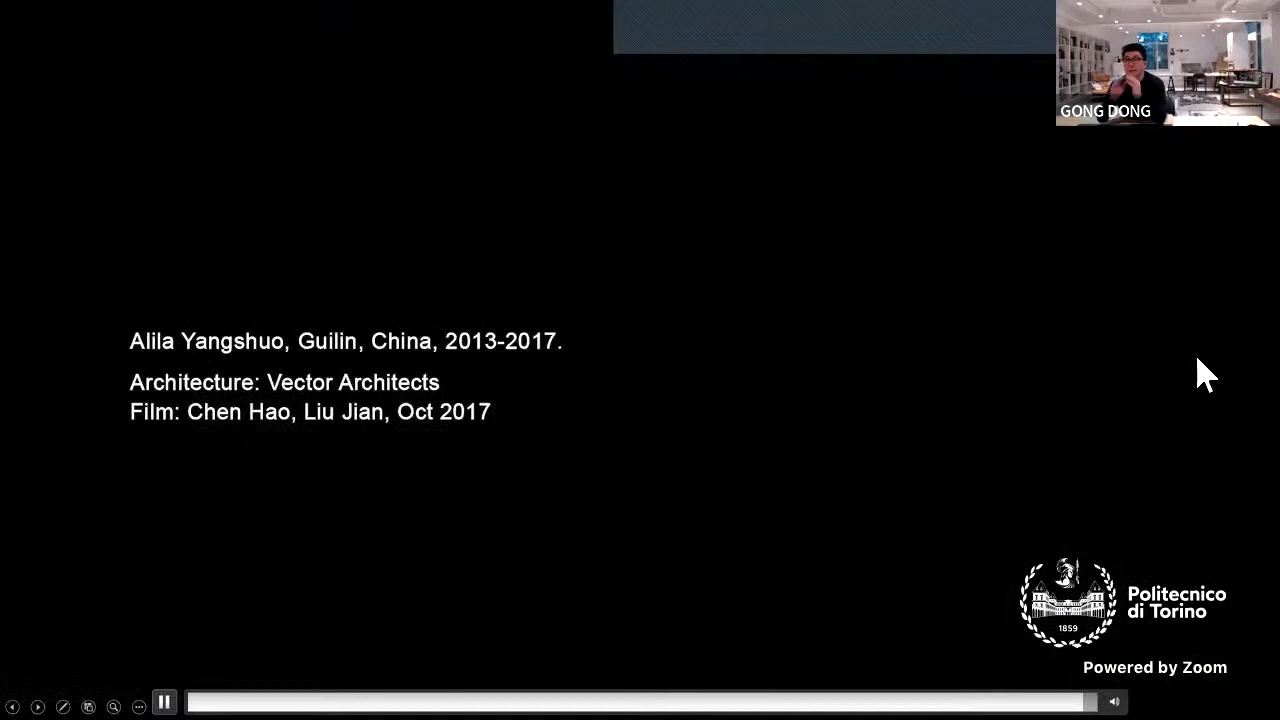 GONG DONG
Alila Yangshuo, Guilin, China, 2013-2017.
Architecture: Vector Architects
Film: Chen Hao, Liu Jian, Oct 2017
1859
Politecnico
di Torino
Powered by Zoom